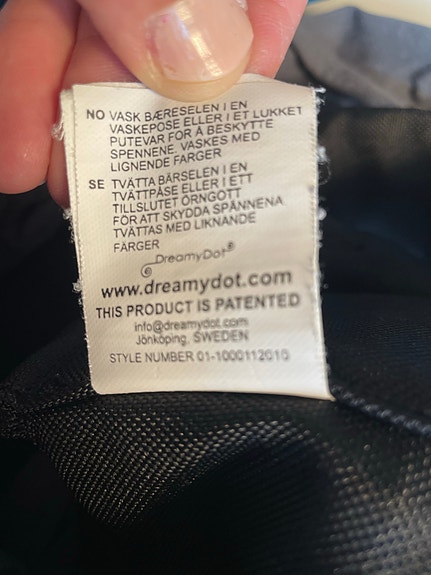 NO VASK BÆRESELEN I EN
VASKEPOSE ELLER I ET LUKKET
PUTEVAR FOR Å BESKYTTE
SPENNENE. VASKES MED
LIGNENDE FARGER
SE TVÄTTA BÄRSELEN I EN
TVÄTTPÅSE ELLER I ETT
TILLSLUTET ÖRNGOTT
FÖR ATT SKYDDA SPÄNNENA
TVÄTTAS MED LIKNANDE
FÄRGER
DreamyDot®
www.dreamydot.com
THIS PRODUCT IS PATENTED
info@dreamydot.com
Jönköping, SWEDEN
STYLE NUMBER 01-1000112010